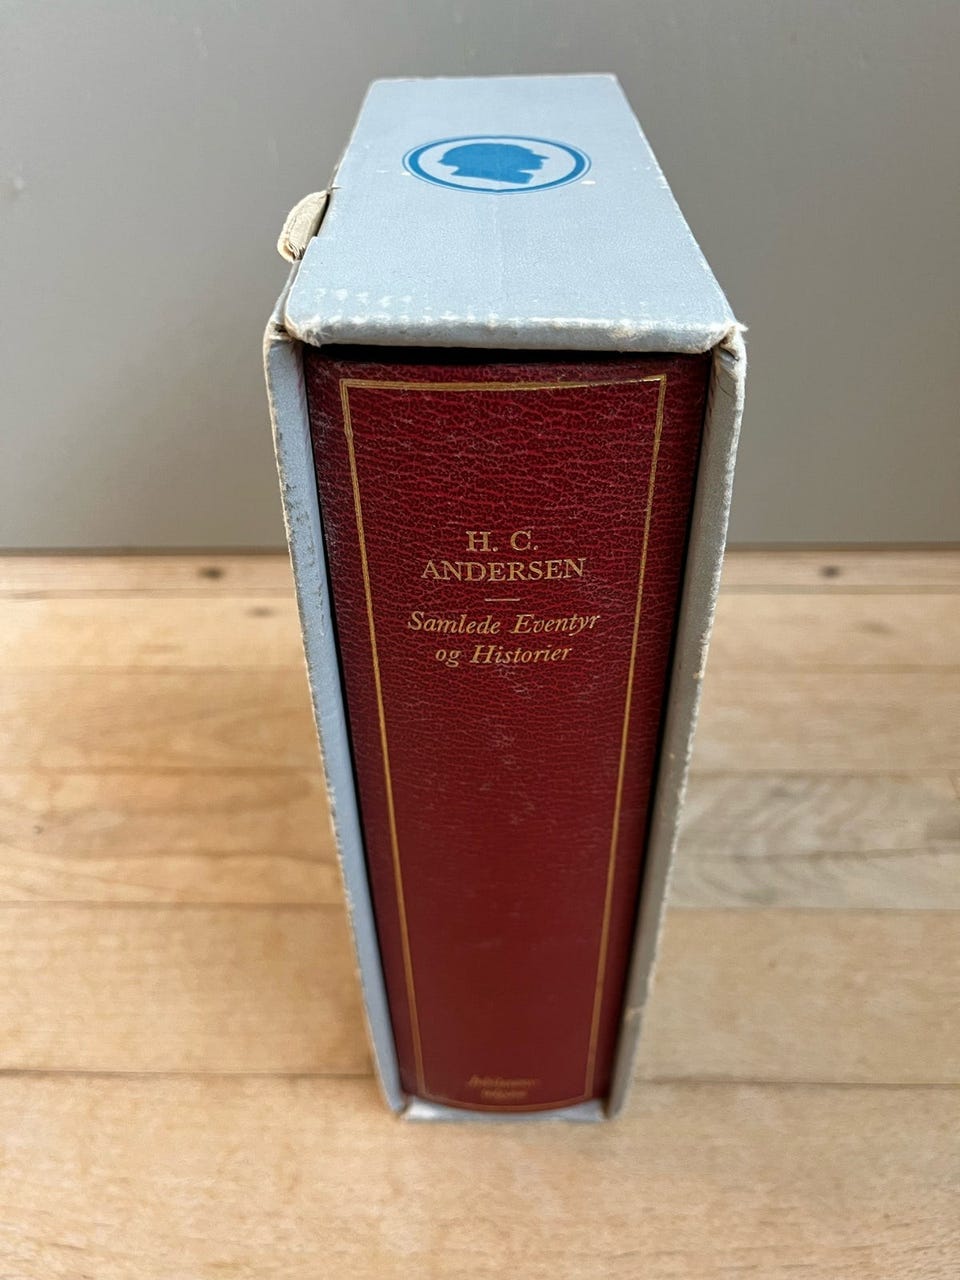 H. C.
ANDERSEN
Samlede Eventyr
og Historier